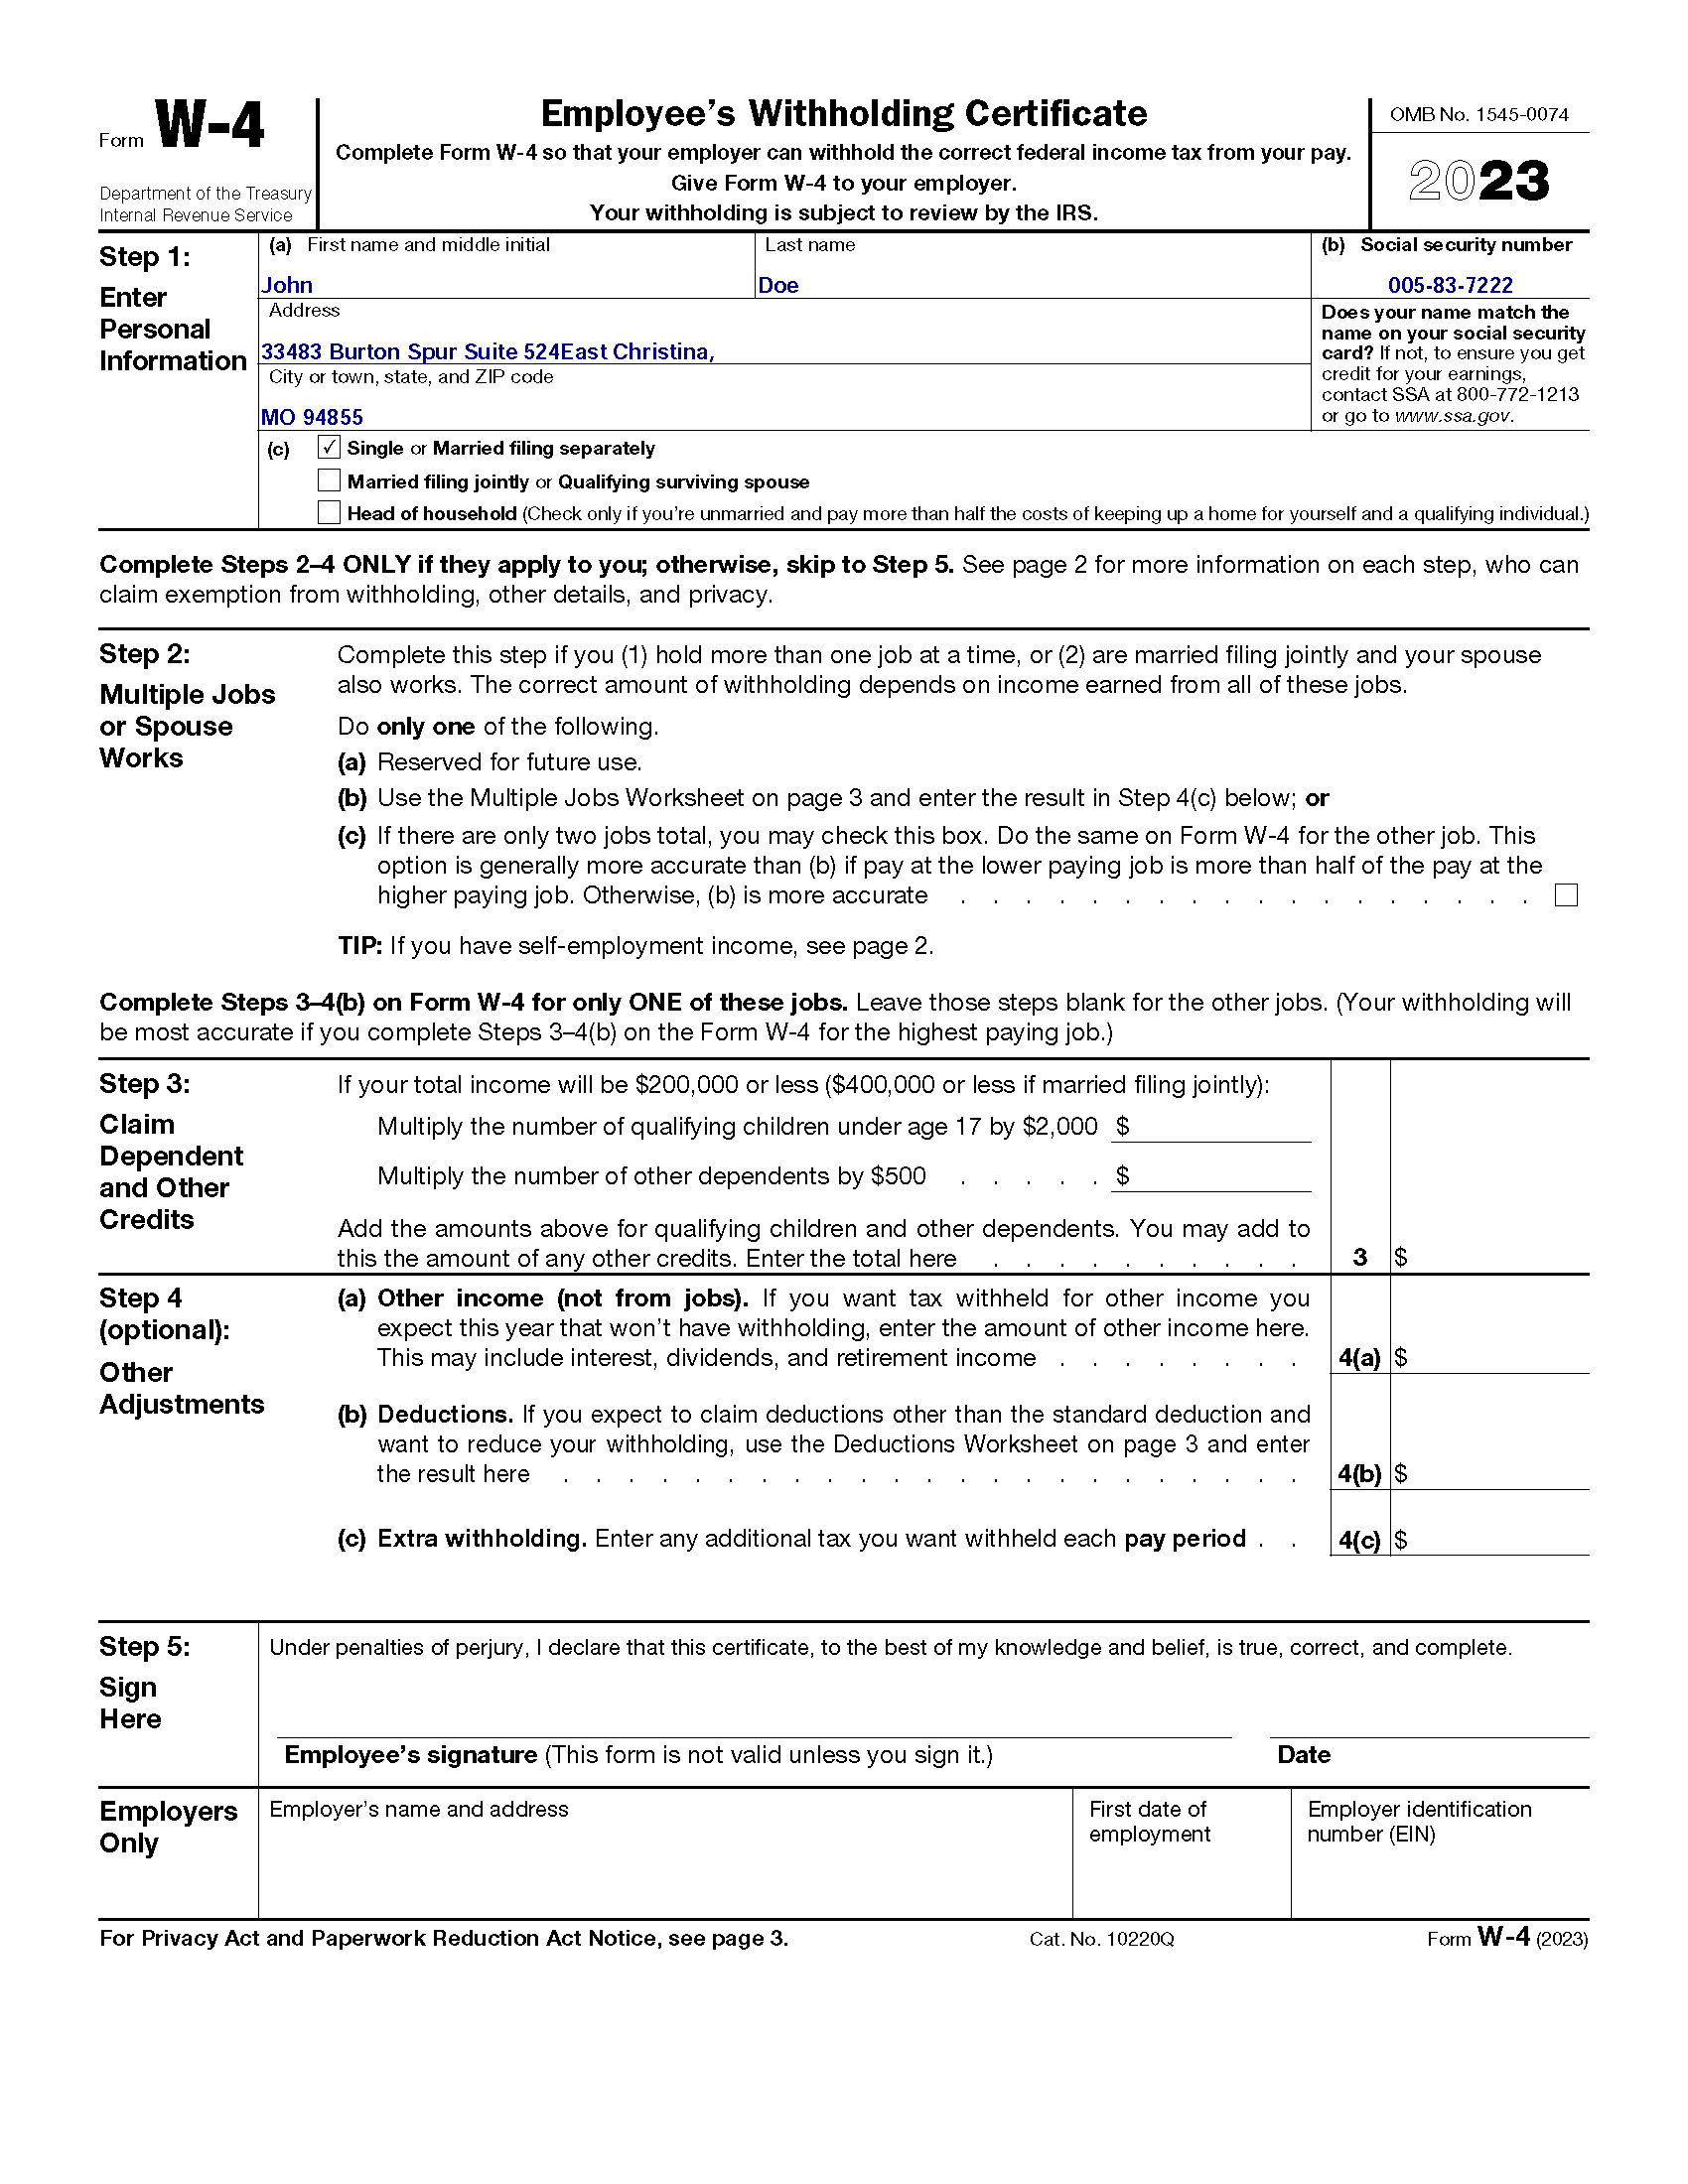 Form W-4
Department of the Treasury
Internal Revenue Service
Employee’s Withholding Certificate
Complete Form W-4 so that your employer can withhold the correct federal income tax from your pay.
Give Form W-4 to your employer.
Your withholding is subject to review by the IRS.
OMB No. 1545-0074
2023
Step 1:
Enter
Personal
Information
(a) First name and middle initial
John
Last name
Doe
(b) Social security number
005-83-7222
Address
33483 Burton Spur Suite 524East Christina,
City or town, state, and ZIP code
MO 94855
Does your name match the
name on your social security
card? If not, to ensure you get
credit for your earnings,
contact SSA at 800-772-1213
or go to www.ssa.gov.
(c) ✓ Single or Married filing separately
Married filing jointly or Qualifying surviving spouse
Head of household (Check only if you’re unmarried and pay more than half the costs of keeping up a home for yourself and a qualifying individual.)
Complete Steps 2–4 ONLY if they apply to you; otherwise, skip to Step 5. See page 2 for more information on each step, who can
claim exemption from withholding, other details, and privacy.
Step 2:
Multiple Jobs
or Spouse
Works
Complete this step if you (1) hold more than one job at a time, or (2) are married filing jointly and your spouse
also works. The correct amount of withholding depends on income earned from all of these jobs.
Do only one of the following.
(a) Reserved for future use.
(b) Use the Multiple Jobs Worksheet on page 3 and enter the result in Step 4(c) below; or
(c) If there are only two jobs total, you may check this box. Do the same on Form W-4 for the other job. This
option is generally more accurate than (b) if pay at the lower paying job is more than half of the pay at the
higher paying job. Otherwise, (b) is more accurate . . . . . . . . . . . . . . . . . .
TIP: If you have self-employment income, see page 2.
Complete Steps 3–4(b) on Form W-4 for only ONE of these jobs. Leave those steps blank for the other jobs. (Your withholding will
be most accurate if you complete Steps 3–4(b) on the Form W-4 for the highest paying job.)
Step 3:
Claim
Dependent
and Other
Credits
If your total income will be $200,000 or less ($400,000 or less if married filing jointly):
Multiply the number of qualifying children under age 17 by $2,000 $
Multiply the number of other dependents by $500 . . . . . $
Add the amounts above for qualifying children and other dependents. You may add to
this the amount of any other credits. Enter the total here . . . . . . . . . . 3 $
Step 4
(optional):
Other
Adjustments
(a) Other income (not from jobs). If you want tax withheld for other income you
expect this year that won’t have withholding, enter the amount of other income here.
This may include interest, dividends, and retirement income . . . . . . . . 4(a) $
(b) Deductions. If you expect to claim deductions other than the standard deduction and
want to reduce your withholding, use the Deductions Worksheet on page 3 and enter
the result here . . . . . . . . . . . . . . . . . . . . . . . 4(b) $
(c) Extra withholding. Enter any additional tax you want withheld each pay period . . 4(c) $
Step 5:
Sign
Here
Under penalties of perjury, I declare that this certificate, to the best of my knowledge and belief, is true, correct, and complete.
Employee’s signature (This form is not valid unless you sign it.)
Date
Employers
Only
Employer’s name and address
First date of
employment
Employer identification
number (EIN)
For Privacy Act and Paperwork Reduction Act Notice, see page 3.
Cat. No. 10220Q
Form W-4 (2023)